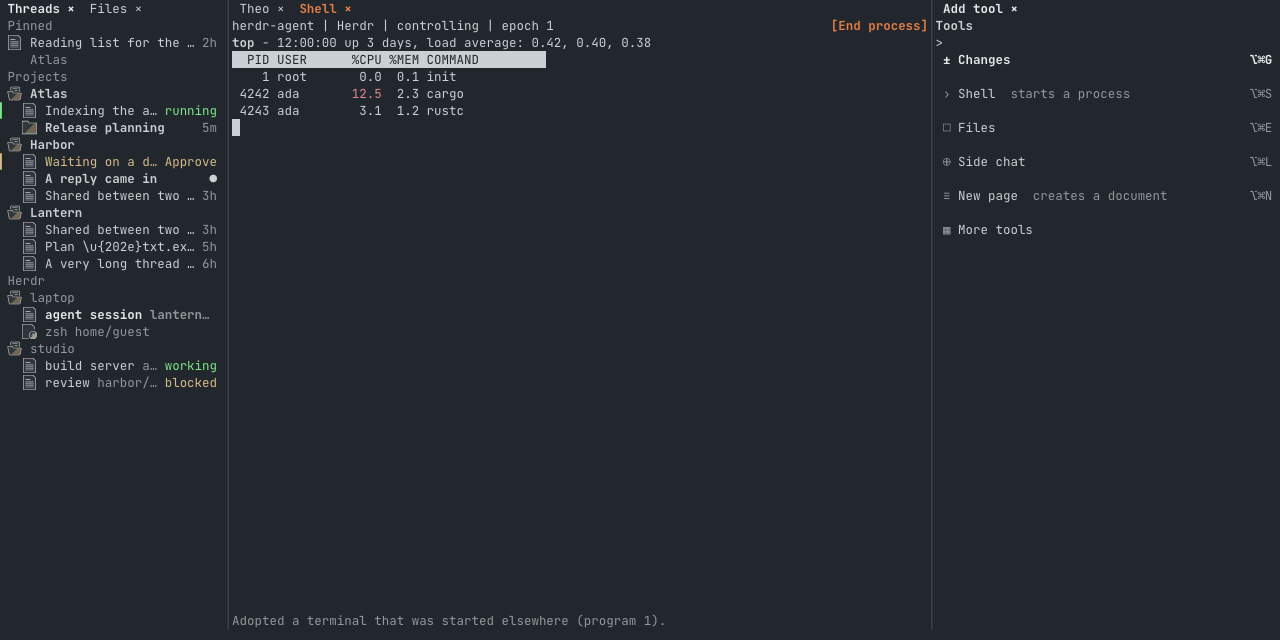 Threads × Files ×
Pinned
Reading list for the … 2h
Atlas
Projects
Atlas
Indexing the a… running
Release planning 5m
Harbor
Waiting on a d… Approve
A reply came in ●
Shared between two … 3h
Lantern
Shared between two … 3h
Plan \u{202e}txt.ex… 5h
A very long thread … 6h
Herdr
laptop
agent session lantern…
zsh home/guest
studio
build server a… working
review harbor/… blocked
Theo × Shell ×
herdr-agent | Herdr | controlling | epoch 1 [End process]
top - 12:00:00 up 3 days, load average: 0.42, 0.40, 0.38
PID USER %CPU %MEM COMMAND
1 root 0.0 0.1 init
4242 ada 12.5 2.3 cargo
4243 ada 3.1 1.2 rustc
Adopted a terminal that was started elsewhere (program 1).
Add tool ×
Tools
>
± Changes ⌥⌘G
› Shell starts a process ⌥⌘S
□ Files ⌥⌘E
⊕ Side chat ⌥⌘L
≡ New page creates a document ⌥⌘N
▦ More tools